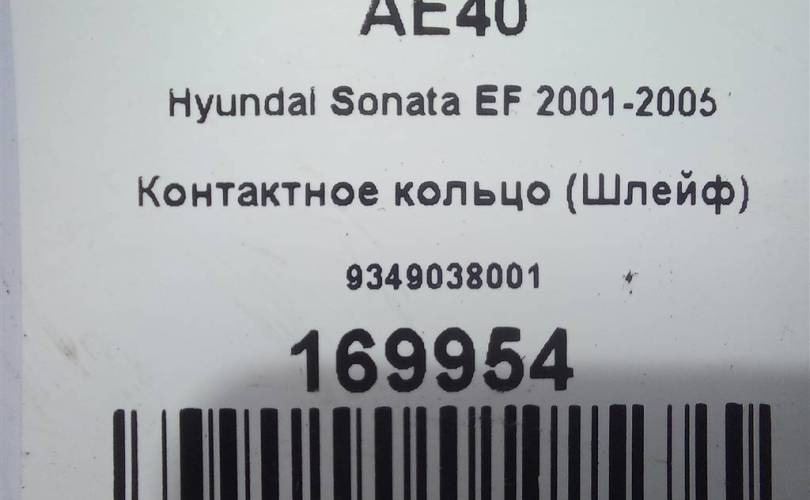 AE40
Hyundai Sonata EF 2001-2005
Контактное кольцо (Шлейф)
9349038001
169954